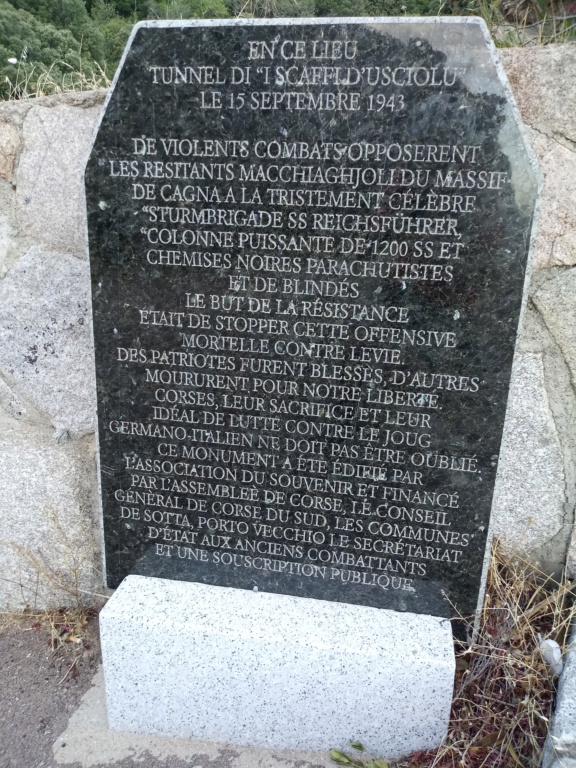 EN CE LIEU
TUNNEL DI "I SCAFFI D'USCIOLU"
LE 15 SEPTEMBRE 1943
DE VIOLENTS COMBATS OPPOSERENT
LES RESITANTS MACCHIAGHJOLI DU MASSIF
DE CAGNA A LA TRISTEMENT CÉLÈBRE
"STURMBRIGADE SS REICHSFÜHRER,
"COLONNE PUISSANTE DE 1200 SS ET
CHEMISES NOIRES PARACHUTISTES
ET DE BLINDÉS
LE BUT DE LA RÉSISTANCE
ÉTAIT DE STOPPER CETTE OFFENSIVE
MORTELLE CONTRE LEVIE.
DES PATRIOTES FURENT BLESSÉS, D'AUTRES
MOURURENT POUR NOTRE LIBERTÉ.
CORSES, LEUR SACRIFICE ET LEUR
IDÉAL DE LUTTE CONTRE LE JOUG
GERMANO-ITALIEN NE DOIT PAS ÊTRE OUBLIÉ.
CE MONUMENT A ÉTÉ ÉDIFIÉ PAR
L'ASSOCIATION DU SOUVENIR ET FINANCÉ
PAR L'ASSEMBLEÉ DE CORSE, LE CONSEIL
GÉNÉRAL DE CORSE DU SUD, LES COMMUNES
DE SOTTA, PORTO VECCHIO LE SECRÉTARIAT
D'ÉTAT AUX ANCIENS COMBATTANTS
ET UNE SOUSCRIPTION PUBLIQUE